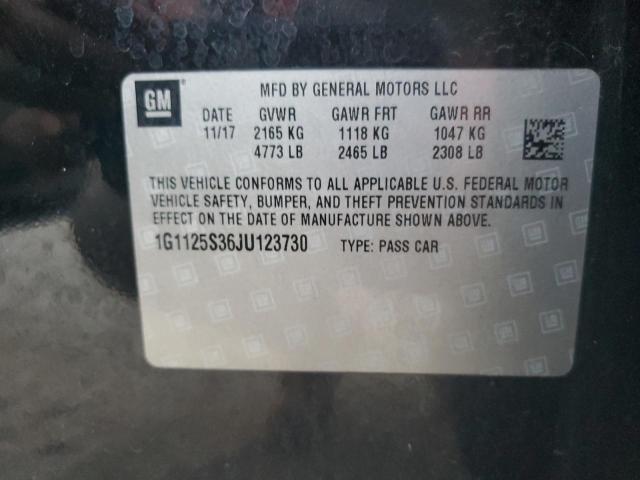 GM
MFD BY GENERAL MOTORS LLC
DATE GVWR GAWR FRT GAWR RR
11/17 2165 KG 1118 KG 1047 KG
4773 LB 2465 LB 2308 LB
THIS VEHICLE CONFORMS TO ALL APPLICABLE U.S. FEDERAL MOTOR
VEHICLE SAFETY, BUMPER, AND THEFT PREVENTION STANDARDS IN
EFFECT ON THE DATE OF MANUFACTURE SHOWN ABOVE.
1G1125S36JU123730 TYPE: PASS CAR